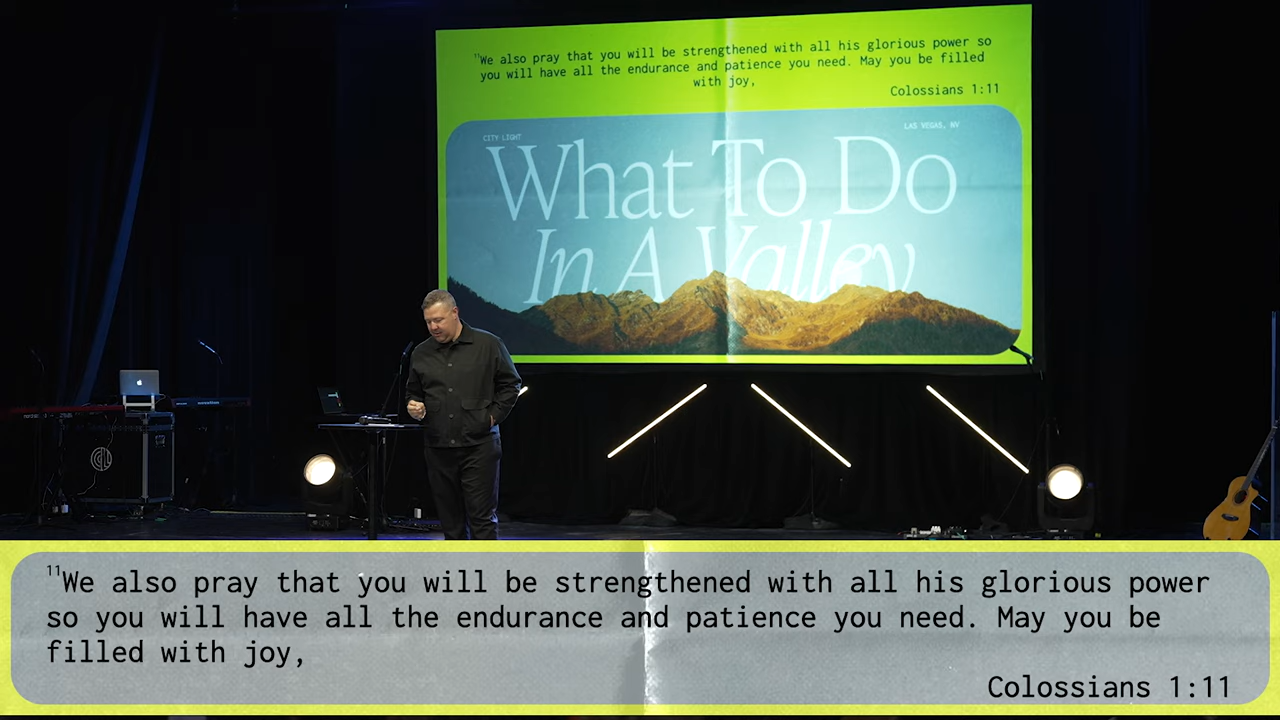 ¹¹We also pray that you will be strengthened with all his glorious power so
you will have all the endurance and patience you need. May you be filled
with joy,
Colossians 1:11
CITY LIGHT
LAS VEGAS, NV
What To Do
In A Valley
¹¹We also pray that you will be strengthened with all his glorious power
so you will have all the endurance and patience you need. May you be
filled with joy,
Colossians 1:11